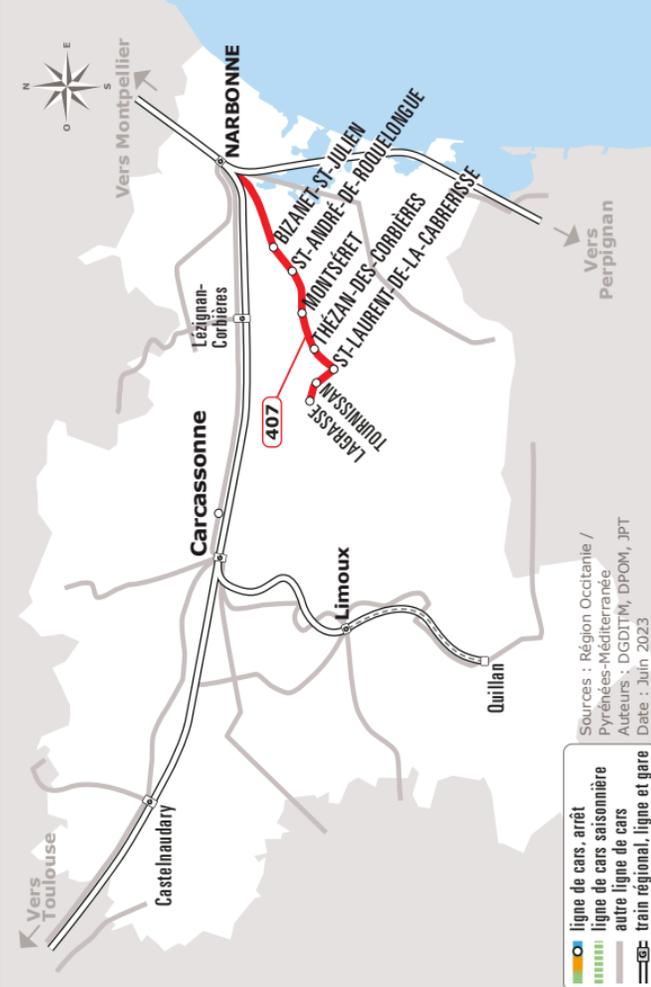 N
E
S
O
Vers Montpellier
NARBONNE
BIZANET-ST-JULIEN
ST-ANDRÉ-DE-ROQUELONGUE
MONTSÉRET
THÉZAN-DES-CORBIÈRES
ST-LAURENT-DE-LA-CABRERISSE
TOURNISSAN
LAGRASSE
407
Lézignan-
Corbières
Carcassonne
Limoux
Quillan
Castelnaudary
Vers
Toulouse
Vers
Perpignan
Sources : Région Occitanie /
Pyrénées-Méditerranée
Auteurs : DGDITM, DPOM, JPT
Date : Juin 2023
ligne de cars, arrêt
ligne de cars saisonnière
autre ligne de cars
G train régional, ligne et gare